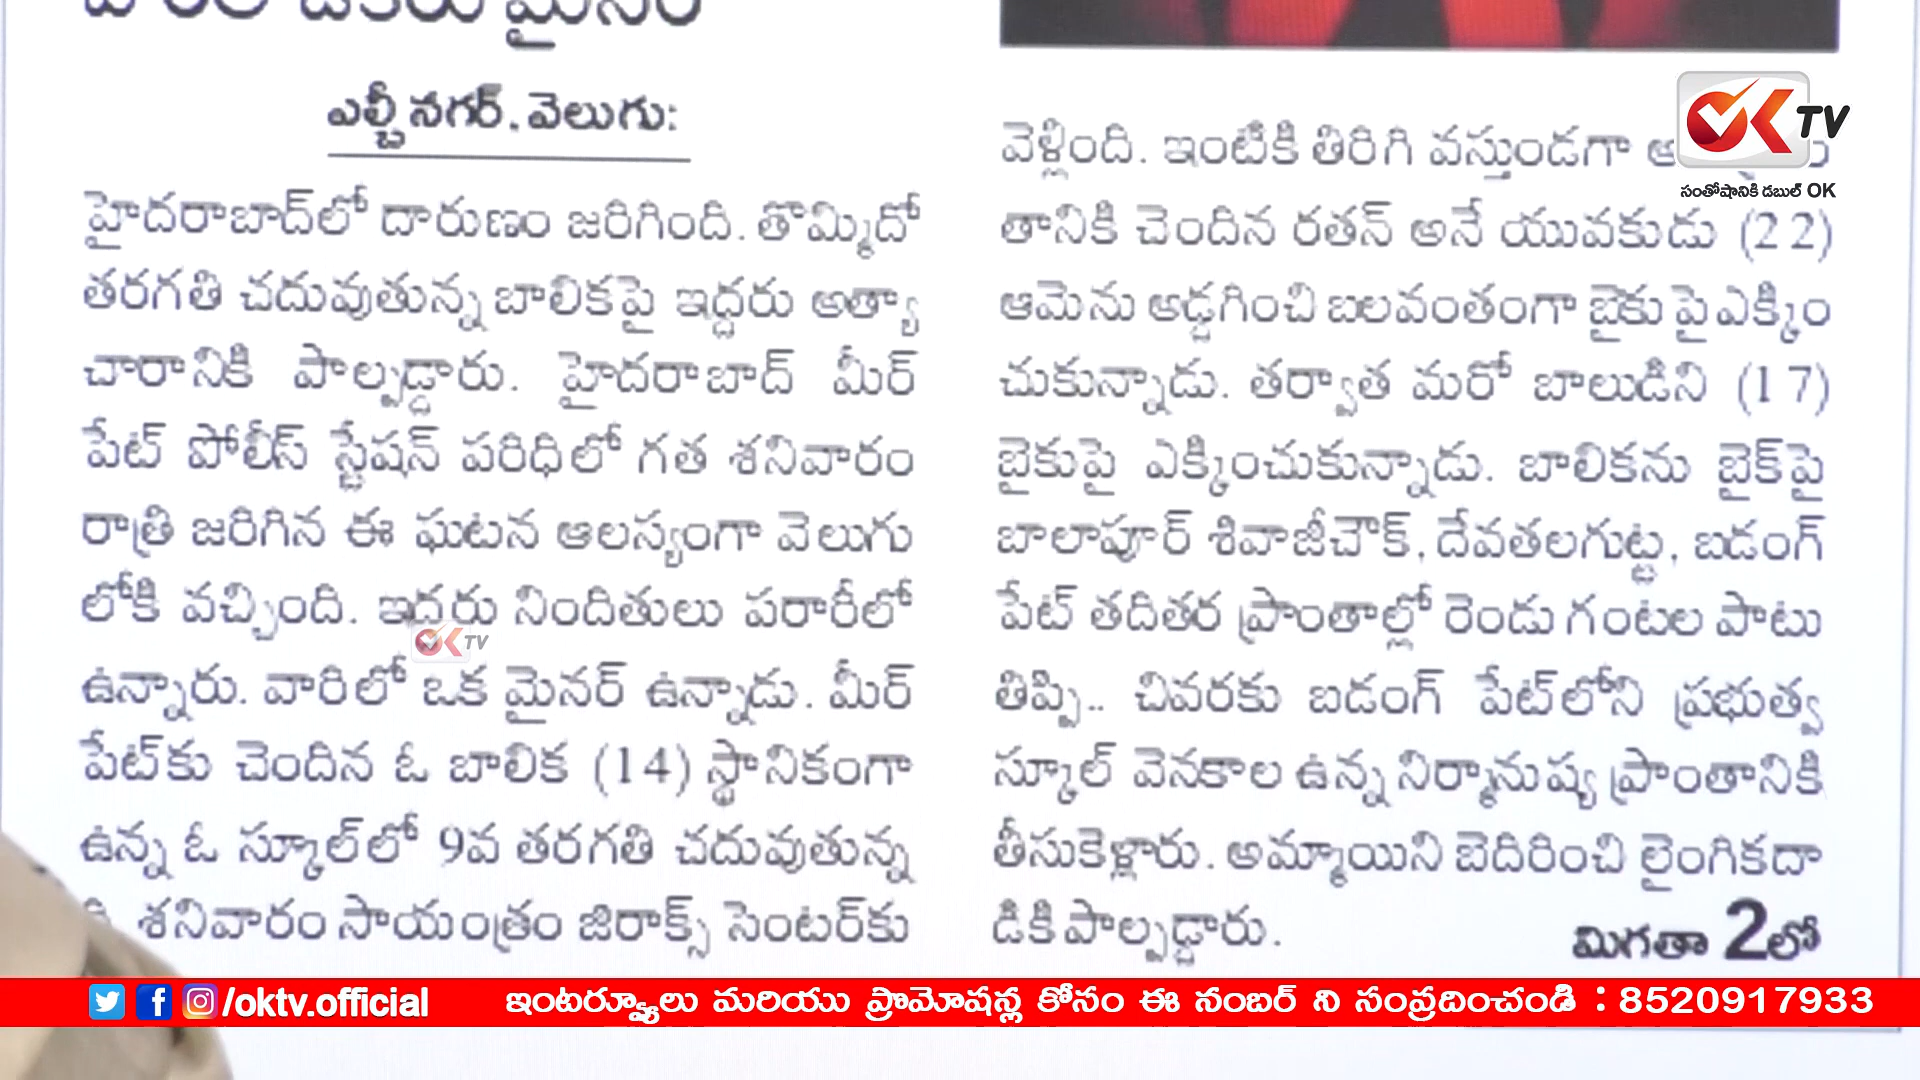 ఎల్బీ నగర్, వెలుగు:
హైదరాబాద్‌లో దారుణం జరిగింది. తొమ్మిదో
తరగతి చదువుతున్న బాలికపై ఇద్దరు అత్యా
చారానికి పాల్పడ్డారు. హైదరాబాద్ మీర్
పేట్ పోలీస్ స్టేషన్ పరిధిలో గత శనివారం
రాత్రి జరిగిన ఈ ఘటన ఆలస్యంగా వెలుగు
లోకి వచ్చింది. ఇద్దరు నిందితులు పరారీలో
ఉన్నారు. వారిలో ఒక మైనర్ ఉన్నాడు. మీర్
పేట్‌కు చెందిన ఓ బాలిక (14) స్థానికంగా
ఉన్న ఓ స్కూల్‌లో 9వ తరగతి చదువుతున్న
శనివారం సాయంత్రం జిరాక్స్ సెంటర్‌కు
వెళ్లింది. ఇంటికి తిరిగి వస్తుండగా
తానికి చెందిన రతన్ అనే యువకుడు (22)
ఆమెను అడ్డగించి బలవంతంగా బైకు పై ఎక్కిం
చుకున్నాడు. తర్వాత మరో బాలుడిని (17)
బైకుపై ఎక్కించుకున్నాడు. బాలికను బైక్‌పై
బాలాపూర్ శివాజీచౌక్, దేవతలగుట్ట, బడంగ్
పేట్ తదితర ప్రాంతాల్లో రెండు గంటల పాటు
తిప్పి.. చివరకు బడంగ్ పేట్‌లోని ప్రభుత్వ
స్కూల్ వెనకాల ఉన్న నిర్మానుష్య ప్రాంతానికి
తీసుకెళ్లారు. అమ్మాయిని బెదిరించి లైంగికదా
డికి పాల్పడ్డారు.
మిగతా 2లో
OK TV
సంతోషానికి డబుల్ OK
OK TV
/oktv.official
ఇంటర్వ్యూలు మరియు ప్రొమోషన్ల కోసం ఈ నంబర్ ని సంప్రదించండి : 8520917933